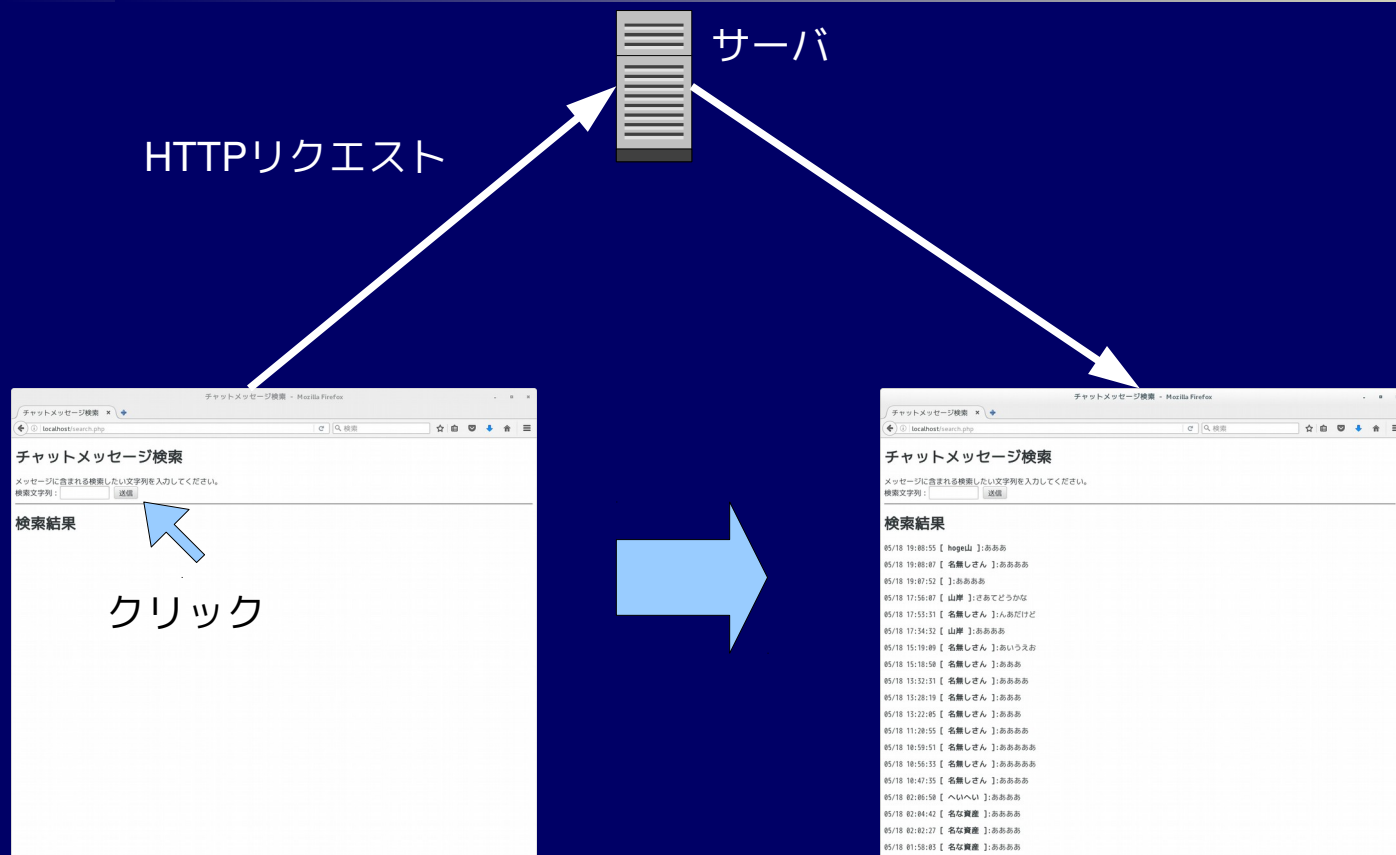 サーバ
HTTPリクエスト
チャットメッセージ検索 - Mozilla Firefox
チャットメッセージ検索
localhost/search.php
検索
チャットメッセージ検索
メッセージに含まれる検索したい文字列を入力してください。
検索文字列：
送信
検索結果
クリック
チャットメッセージ検索 - Mozilla Firefox
チャットメッセージ検索
localhost/search.php
検索
チャットメッセージ検索
メッセージに含まれる検索したい文字列を入力してください。
検索文字列：
送信
検索結果
05/18 19:08:55 [ hoge山 ]:あああ
05/18 19:08:07 [ 名無しさん ]:ああああ
05/18 19:07:52 [ ]:ああああ
05/18 17:56:07 [ 山岸 ]:さあてどうかな
05/18 17:53:31 [ 名無しさん ]:んあだけど
05/18 17:34:32 [ 山岸 ]:ああああ
05/18 15:19:09 [ 名無しさん ]:あいうえお
05/18 15:18:50 [ 名無しさん ]:あああ
05/18 13:32:31 [ 名無しさん ]:ああああ
05/18 13:28:19 [ 名無しさん ]:あああ
05/18 13:22:05 [ 名無しさん ]:あああ
05/18 11:20:55 [ 名無しさん ]:ああああ
05/18 10:59:51 [ 名無しさん ]:あああああ
05/18 10:56:33 [ 名無しさん ]:あああああ
05/18 10:47:35 [ 名無しさん ]:ああああ
05/18 02:06:50 [ へいへい ]:ああああ
05/18 02:04:42 [ 名な資産 ]:ああああ
05/18 02:02:27 [ 名な資産 ]:ああああ
05/18 01:58:03 [ 名な資産 ]:ああああ